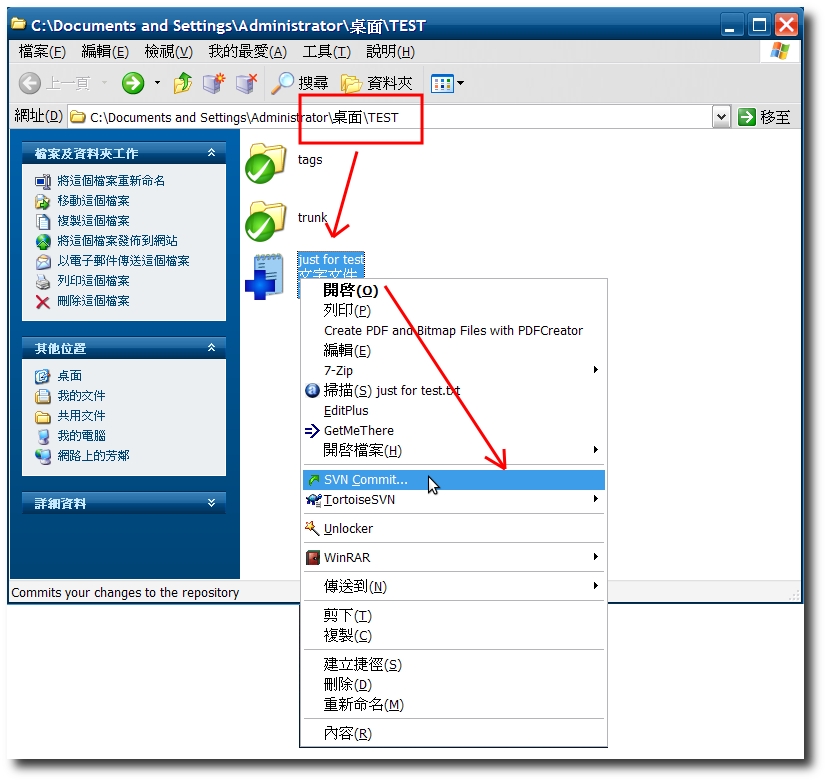 C:\Documents and Settings\Administrator\桌面\TEST
檔案(F) 編輯(E) 檢視(V) 我的最愛(A) 工具(T) 說明(H)
上一頁 搜尋 資料夾
網址(D) C:\Documents and Settings\Administrator\桌面\TEST 移至
檔案及資料夾工作
將這個檔案重新命名
移動這個檔案
複製這個檔案
將這個檔案發佈到網站
以電子郵件傳送這個檔案
列印這個檔案
刪除這個檔案
其他位置
桌面
我的文件
共用文件
我的電腦
網路上的芳鄰
詳細資料
tags
trunk
just for test
文字文件
開啓(O)
列印(P)
Create PDF and Bitmap Files with PDFCreator
編輯(E)
7-Zip
掃描(S) just for test.txt
EditPlus
GetMeThere
開啓檔案(H)
SVN Commit...
TortoiseSVN
Unlocker
WinRAR
傳送到(N)
剪下(T)
複製(C)
建立捷徑(S)
刪除(D)
重新命名(M)
內容(R)
Commits your changes to the repository